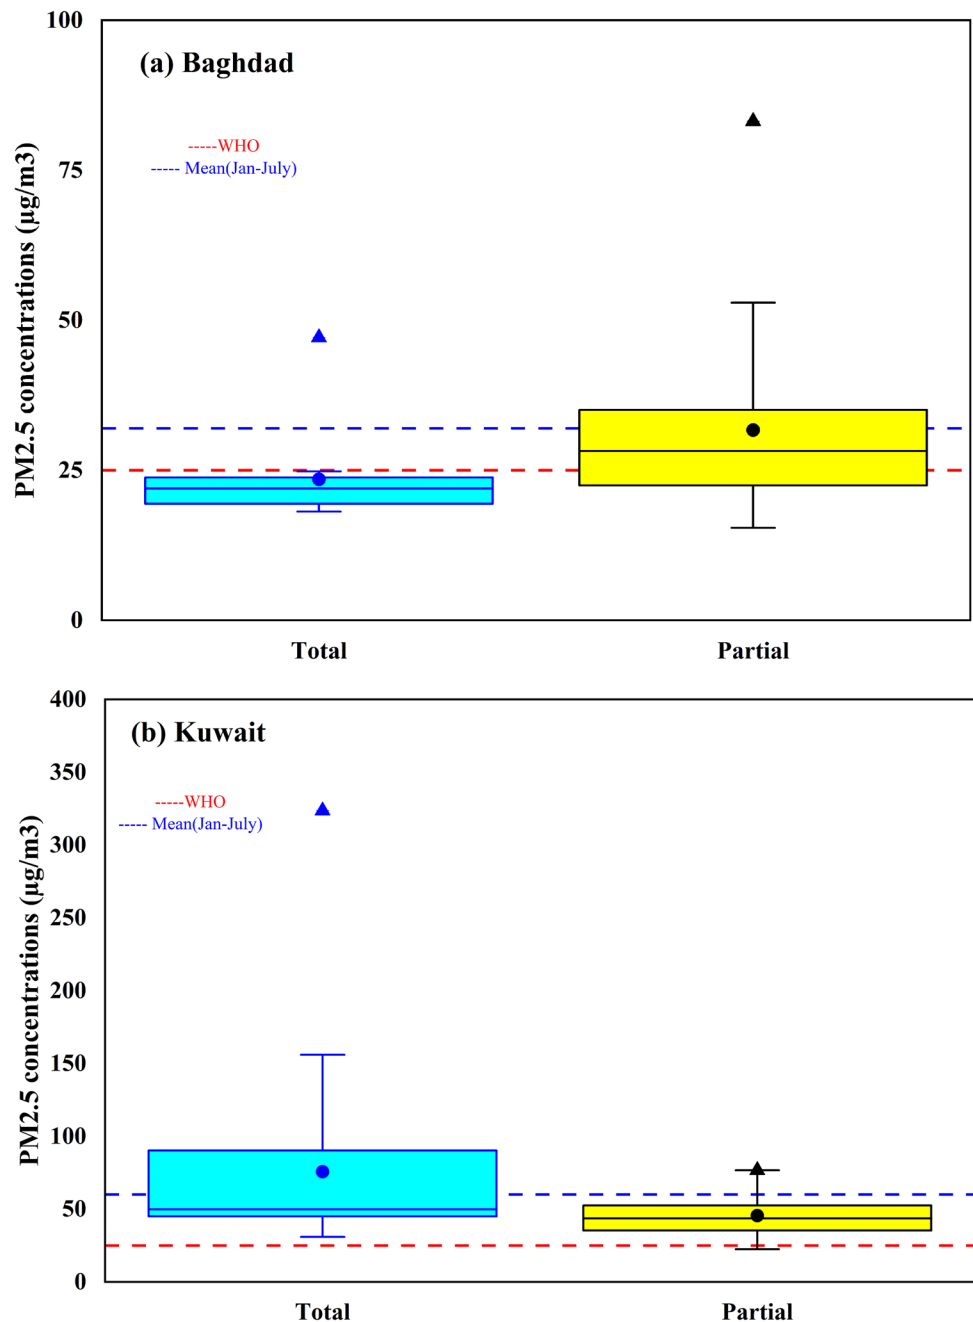 100
(a) Baghdad
-----WHO
----- Mean(Jan-July)
75
50
25
0
PM2.5 concentrations (µg/m3)
Total Partial
400
(b) Kuwait
350
-----WHO
----- Mean(Jan-July)
300
250
200
150
100
50
0
PM2.5 concentrations (µg/m3)
Total Partial